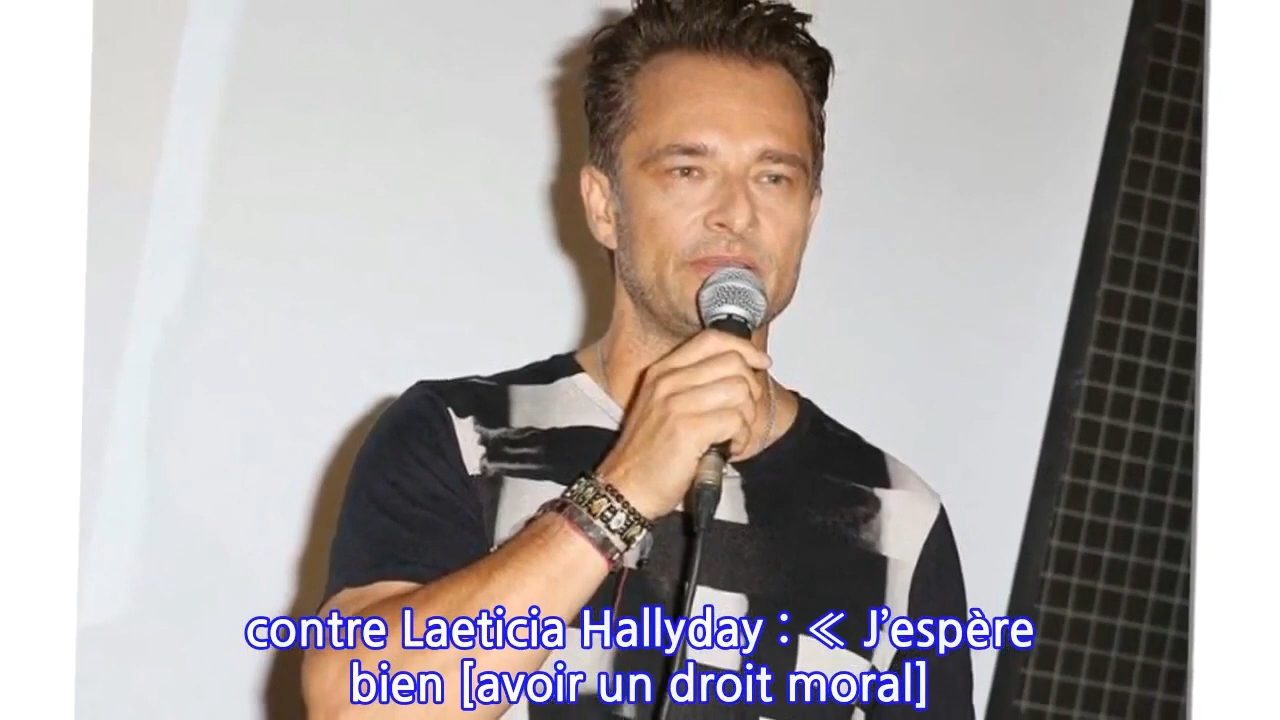 contre Laeticia Hallyday : ≪ J’espère
bien [avoir un droit moral]